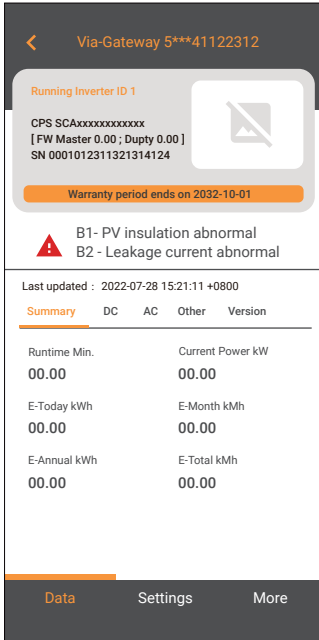 Via-Gateway 5***41122312
Running Inverter ID 1
CPS SCAxxxxxxxxxxxx
[ FW Master 0.00 ; Dupty 0.00 ]
SN 0001012311321314124
Warranty period ends on 2032-10-01
B1- PV insulation abnormal
B2 - Leakage current abnormal
Last updated : 2022-07-28 15:21:11 +0800
Summary DC AC Other Version
Runtime Min. Current Power kW
00.00 00.00
E-Today kWh E-Month kMh
00.00 00.00
E-Annual kWh E-Total kMh
00.00 00.00
Data Settings More